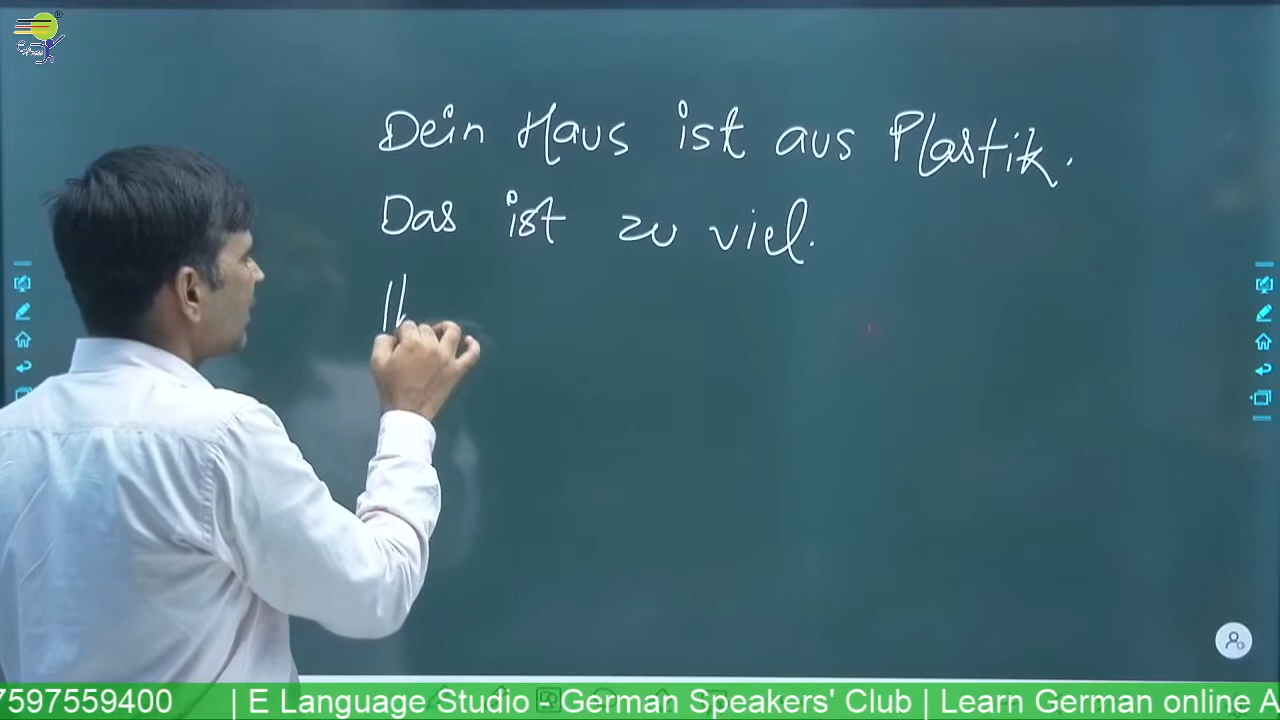 Dein Haus ist aus Plastik.
Das ist zu viel.
7597559400 | E Language Studio - German Speakers' Club | Learn German online A